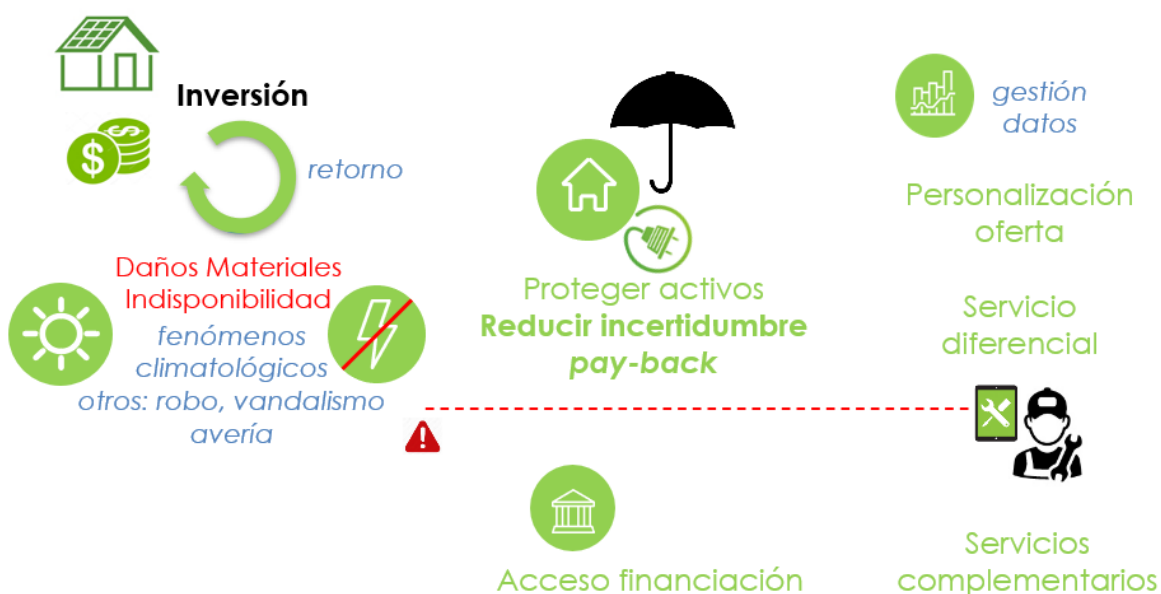 Inversión
retorno
Daños Materiales
Indisponibilidad
fenómenos
climatológicos
otros: robo, vandalismo
avería
Proteger activos
Reducir incertidumbre
pay-back
Acceso financiación
gestión
datos
Personalización
oferta
Servicio
diferencial
Servicios
complementarios